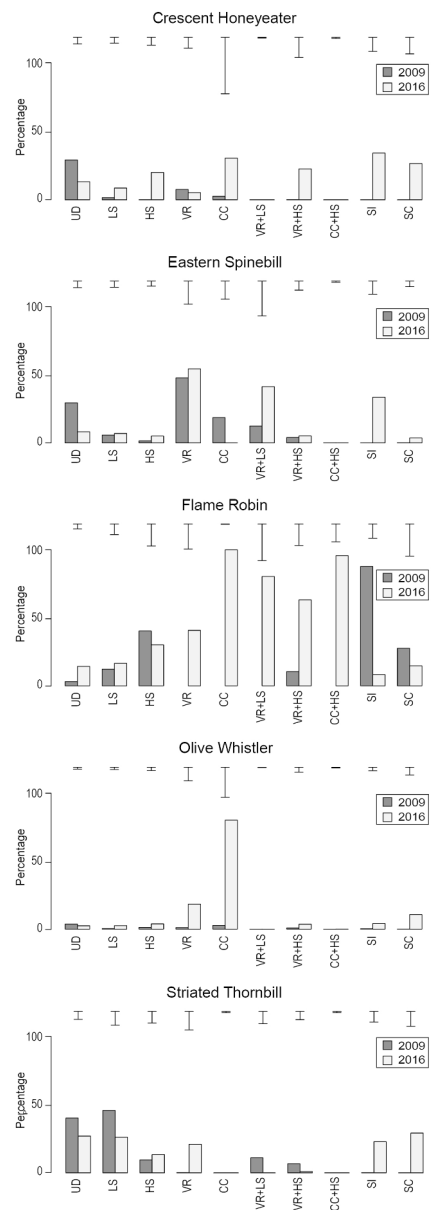 Crescent Honeyeater
100
2009
2016
Percentage
50
0
UD LS HS VR CC VR+LS VR+HS CC+HS SI SC
Eastern Spinebill
100
2009
2016
Percentage
50
0
UD LS HS VR CC VR+LS VR+HS CC+HS SI SC
Flame Robin
100
2009
2016
Percentage
50
0
UD LS HS VR CC VR+LS VR+HS CC+HS SI SC
Olive Whistler
100
2009
2016
Percentage
50
0
UD LS HS VR CC VR+LS VR+HS CC+HS SI SC
Striated Thornbill
100
2009
2016
Percentage
50
0
UD LS HS VR CC VR+LS VR+HS CC+HS SI SC